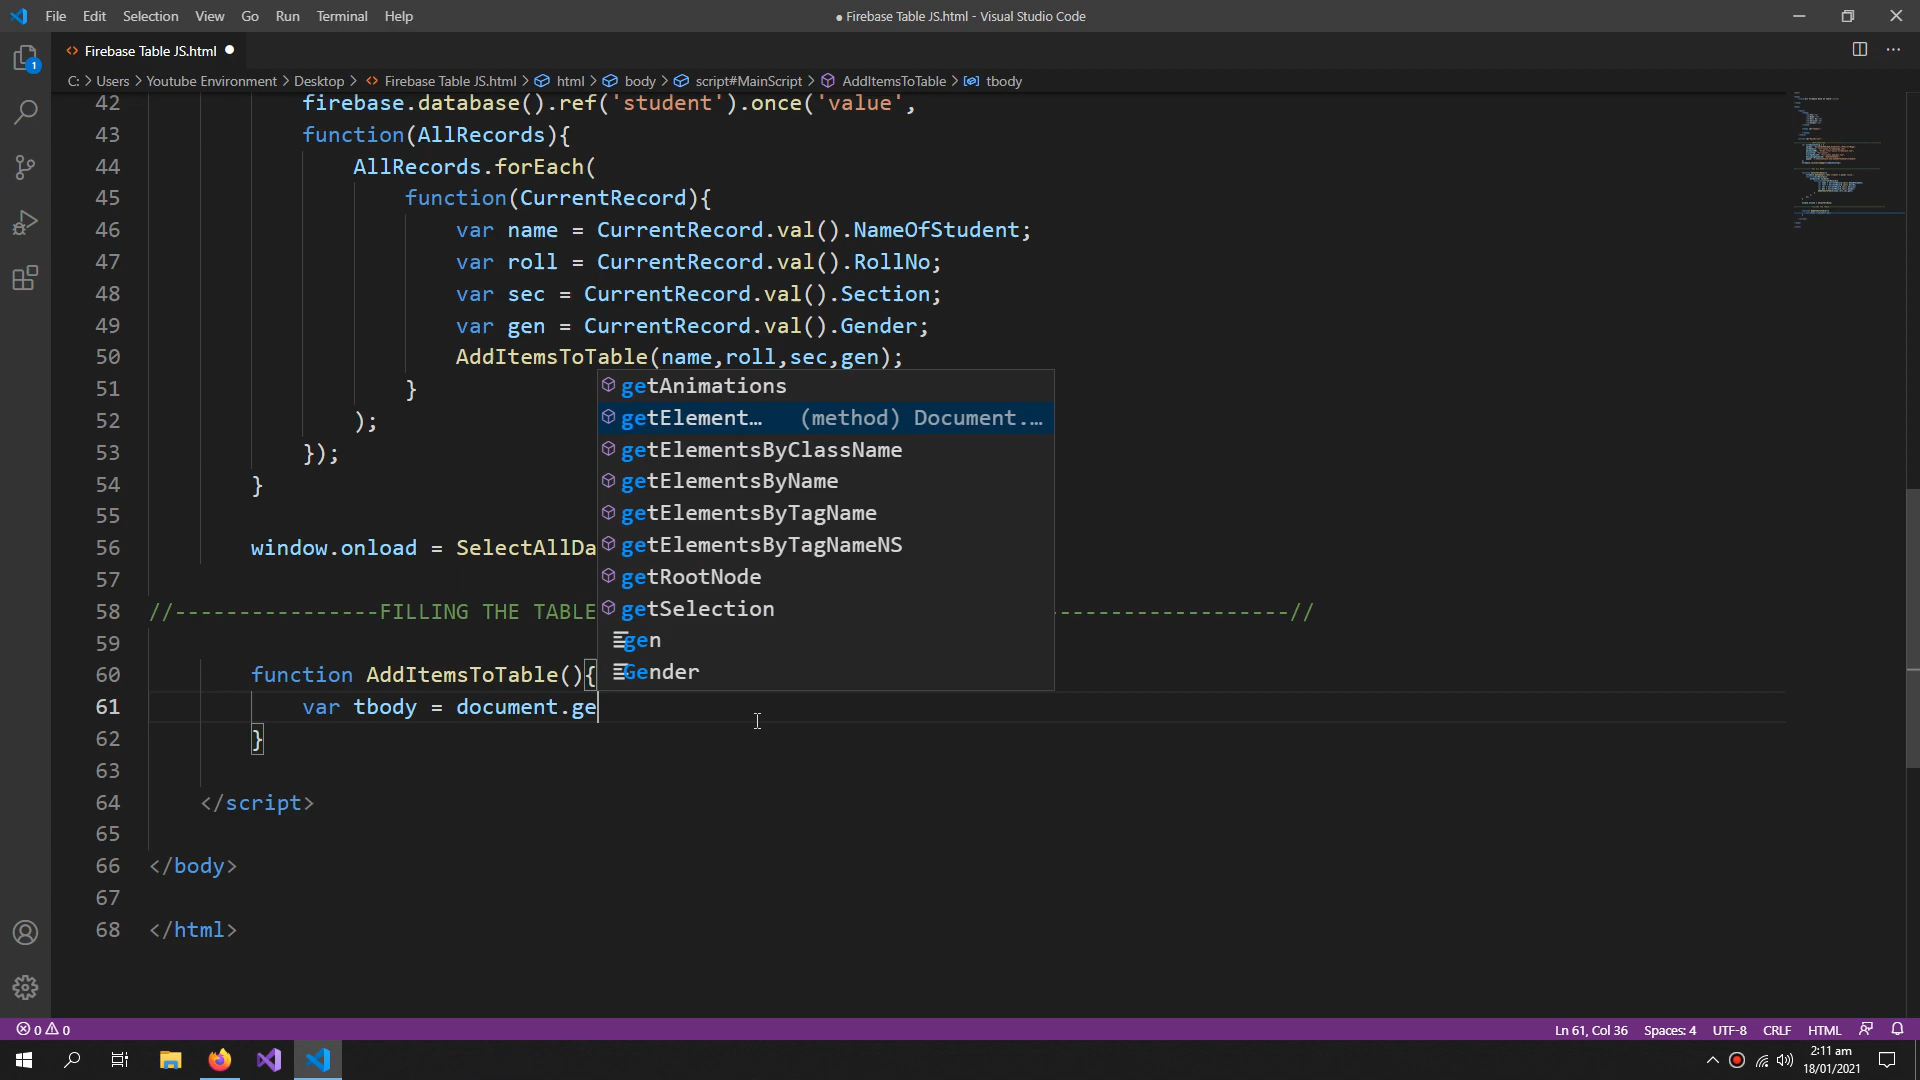 File Edit Selection View Go Run Terminal Help
● Firebase Table JS.html - Visual Studio Code
Firebase Table JS.html ●
C: > Users > Youtube Environment > Desktop > Firebase Table JS.html > html > body > script#MainScript > AddItemsToTable > tbody
42 firebase.database().ref('student').once('value',
43 function(AllRecords){
44 AllRecords.forEach(
45 function(CurrentRecord){
46 var name = CurrentRecord.val().NameOfStudent;
47 var roll = CurrentRecord.val().RollNo;
48 var sec = CurrentRecord.val().Section;
49 var gen = CurrentRecord.val().Gender;
50 AddItemsToTable(name,roll,sec,gen);
51 }
52 );
53 });
54 }
55
56 window.onload = SelectAllDa
57
58 //----------------FILLING THE TABLE -------------------//
59
60 function AddItemsToTable(){
61 var tbody = document.ge
62 }
63
64 </script>
65
66 </body>
67
68 </html>
getAnimations
getElement… (method) Document.…
getElementsByClassName
getElementsByName
getElementsByTagName
getElementsByTagNameNS
getRootNode
getSelection
gen
Gender
1
0 0
Ln 61, Col 36 Spaces: 4 UTF-8 CRLF HTML
2:11 am
18/01/2021